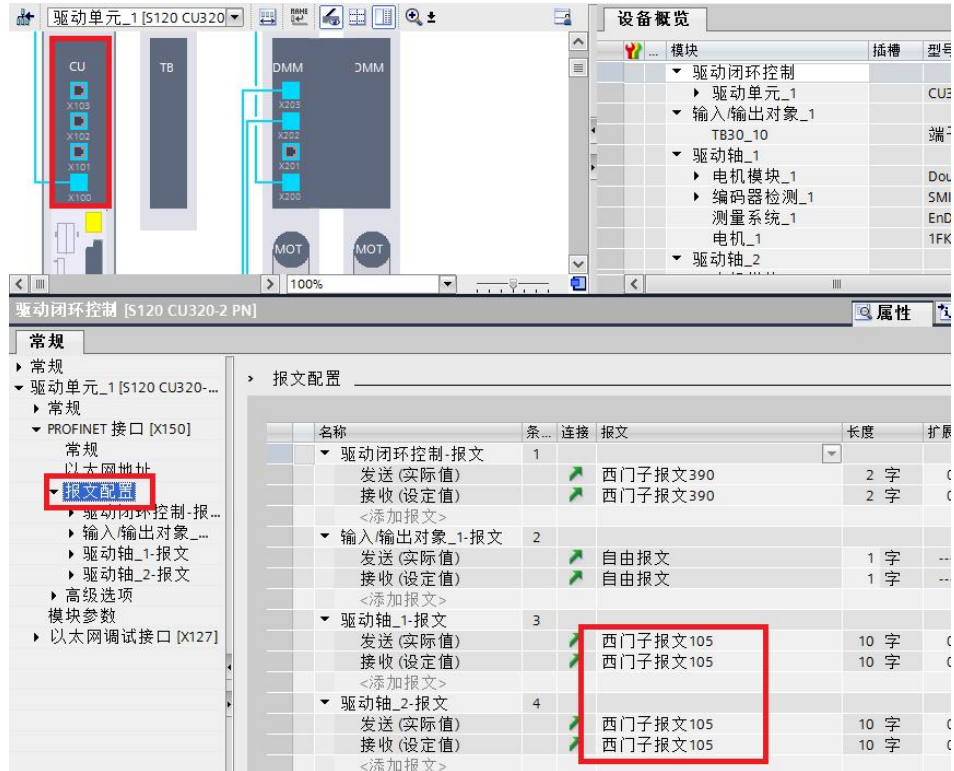 驱动单元_1 [S120 CU320
设备概览
CU
TB
DMM
DMM
X103
X102
X101
X100
X203
X202
X201
X200
MOT
MOT
100%
... 模块 插槽 型号
驱动闭环控制
驱动单元_1 CU3
输入/输出对象_1
TB30_10 端子
驱动轴_1
电机模块_1 Dou
编码器检测_1 SMI
测量系统_1 EnD
电机_1 1FK
驱动轴_2
驱动闭环控制 [S120 CU320-2 PN]
属性
常规
常规
驱动单元_1 [S120 CU320-...
常规
PROFINET 接口 [X150]
常规
以太网地址
报文配置
驱动闭环控制-报...
输入/输出对象_...
驱动轴_1-报文
驱动轴_2-报文
高级选项
模块参数
以太网调试接口 [X127]
报文配置
名称 条... 连接 报文 长度 扩展
驱动闭环控制-报文 1
发送(实际值) 西门子报文390 2 字 0
接收(设定值) 西门子报文390 2 字 0
<添加报文>
输入/输出对象_1-报文 2
发送(实际值) 自由报文 1 字 --
接收(设定值) 自由报文 1 字 --
<添加报文>
驱动轴_1-报文 3
发送(实际值) 西门子报文105 10 字 0
接收(设定值) 西门子报文105 10 字 0
<添加报文>
驱动轴_2-报文 4
发送(实际值) 西门子报文105 10 字 0
接收(设定值) 西门子报文105 10 字 0
<添加报文>